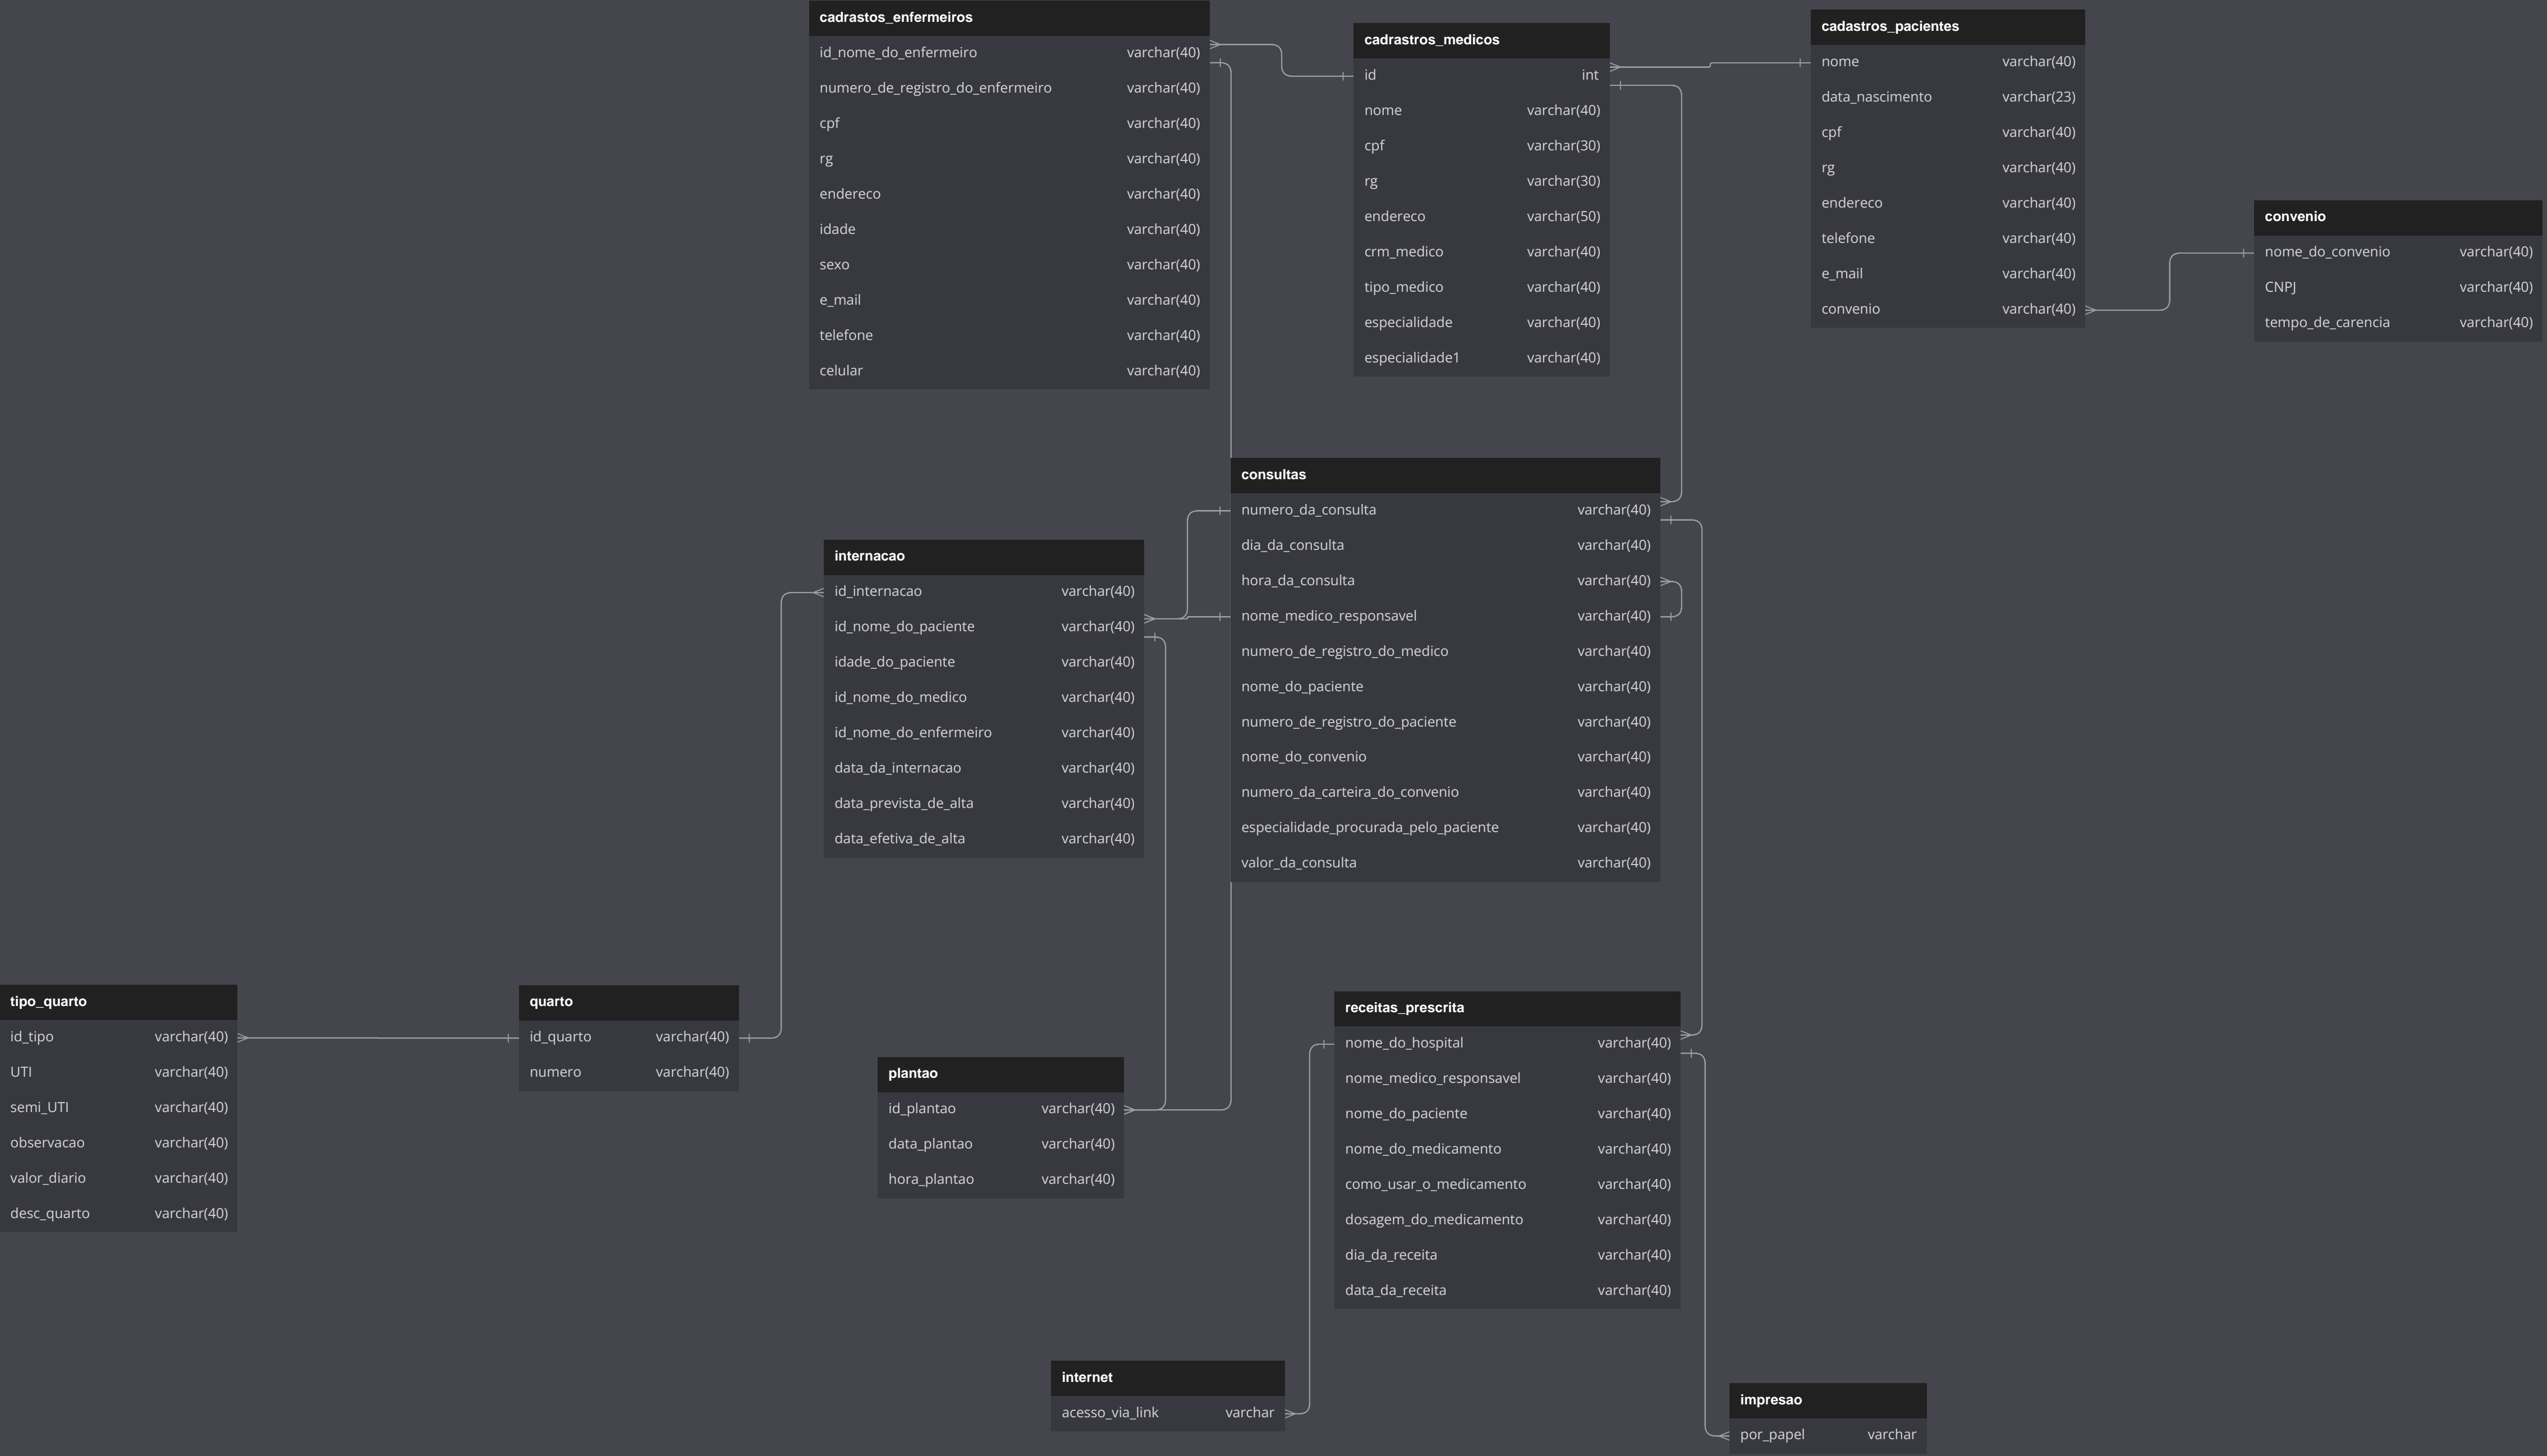 cadrastos_enfermeiros
id_nome_do_enfermeiro varchar(40)
numero_de_registro_do_enfermeiro varchar(40)
cpf varchar(40)
rg varchar(40)
endereco varchar(40)
idade varchar(40)
sexo varchar(40)
e_mail varchar(40)
telefone varchar(40)
celular varchar(40)
cadrastros_medicos
id int
nome varchar(40)
cpf varchar(30)
rg varchar(30)
endereco varchar(50)
crm_medico varchar(40)
tipo_medico varchar(40)
especialidade varchar(40)
especialidade1 varchar(40)
cadastros_pacientes
nome varchar(40)
data_nascimento varchar(23)
cpf varchar(40)
rg varchar(40)
endereco varchar(40)
telefone varchar(40)
e_mail varchar(40)
convenio varchar(40)
convenio
nome_do_convenio varchar(40)
CNPJ varchar(40)
tempo_de_carencia varchar(40)
consultas
numero_da_consulta varchar(40)
dia_da_consulta varchar(40)
hora_da_consulta varchar(40)
nome_medico_responsavel varchar(40)
numero_de_registro_do_medico varchar(40)
nome_do_paciente varchar(40)
numero_de_registro_do_paciente varchar(40)
nome_do_convenio varchar(40)
numero_da_carteira_do_convenio varchar(40)
especialidade_procurada_pelo_paciente varchar(40)
valor_da_consulta varchar(40)
internacao
id_internacao varchar(40)
id_nome_do_paciente varchar(40)
idade_do_paciente varchar(40)
id_nome_do_medico varchar(40)
id_nome_do_enfermeiro varchar(40)
data_da_internacao varchar(40)
data_prevista_de_alta varchar(40)
data_efetiva_de_alta varchar(40)
tipo_quarto
id_tipo varchar(40)
UTI varchar(40)
semi_UTI varchar(40)
observacao varchar(40)
valor_diario varchar(40)
desc_quarto varchar(40)
quarto
id_quarto varchar(40)
numero varchar(40)
plantao
id_plantao varchar(40)
data_plantao varchar(40)
hora_plantao varchar(40)
receitas_prescrita
nome_do_hospital varchar(40)
nome_medico_responsavel varchar(40)
nome_do_paciente varchar(40)
nome_do_medicamento varchar(40)
como_usar_o_medicamento varchar(40)
dosagem_do_medicamento varchar(40)
dia_da_receita varchar(40)
data_da_receita varchar(40)
internet
acesso_via_link varchar
impresao
por_papel varchar